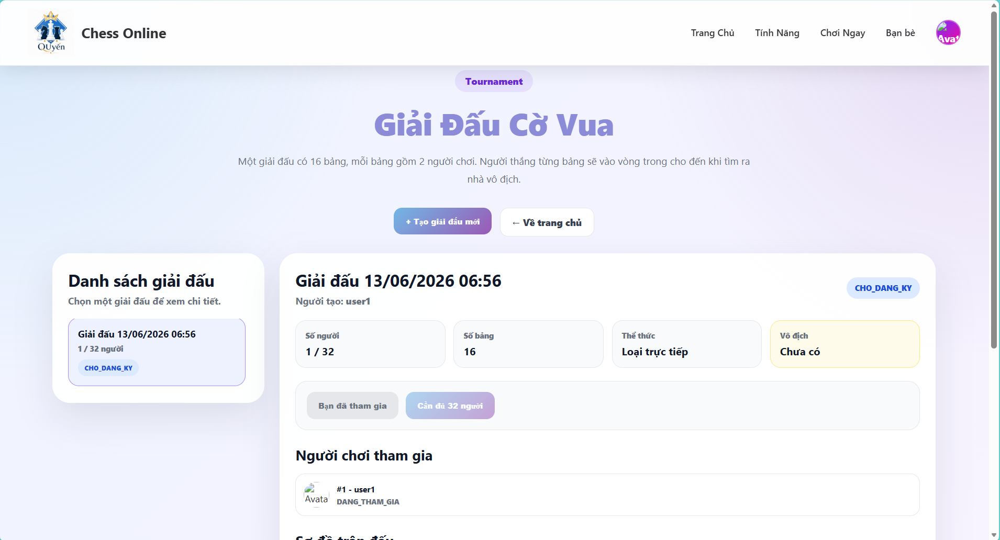 QUyến
Chess Online
Trang Chủ
Tính Năng
Chơi Ngay
Bạn bè
Avat
Tournament
Giải Đấu Cờ Vua
Một giải đấu có 16 bảng, mỗi bảng gồm 2 người chơi. Người thắng từng bảng sẽ vào vòng trong cho đến khi tìm ra
nhà vô địch.
+ Tạo giải đấu mới
← Về trang chủ
Danh sách giải đấu
Chọn một giải đấu để xem chi tiết.
Giải đấu 13/06/2026 06:56
1 / 32 người
CHO_DANG_KY
Giải đấu 13/06/2026 06:56
Người tạo: user1
CHO_DANG_KY
Số người
1 / 32
Số bảng
16
Thể thức
Loại trực tiếp
Vô địch
Chưa có
Bạn đã tham gia
Cần đủ 32 người
Người chơi tham gia
Avata
#1 - user1
DANG_THAM_GIA
Sơ đồ trận đấu